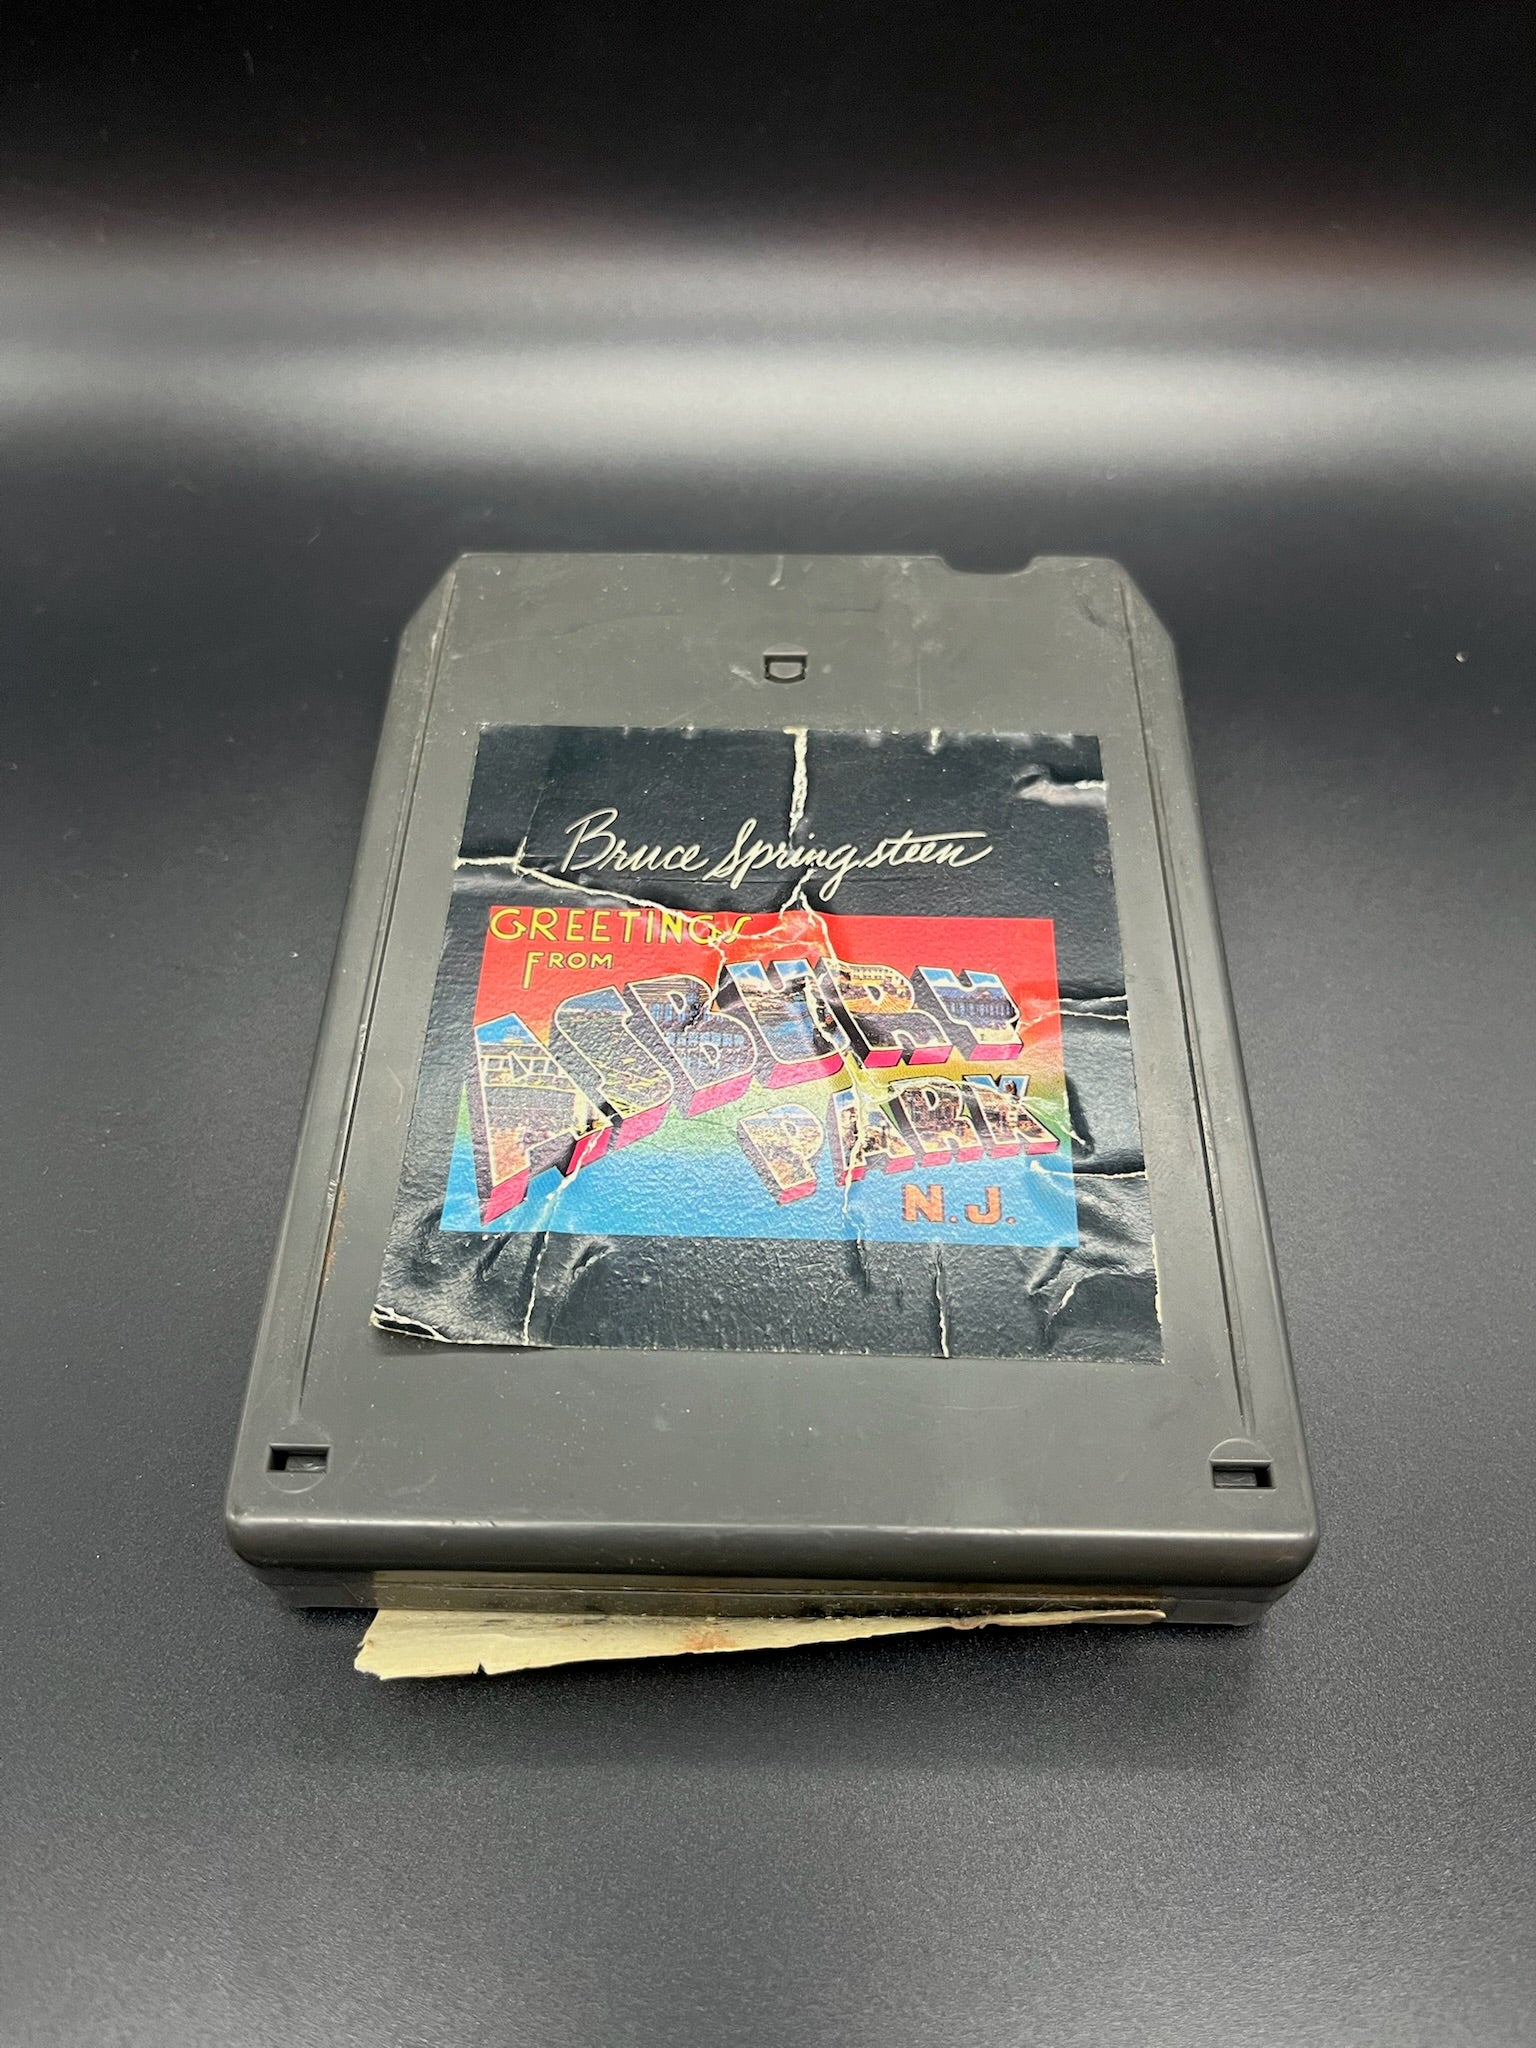 Bruce Springsteen
GREETINGS
FROM
ASBURY
PARK
N.J.